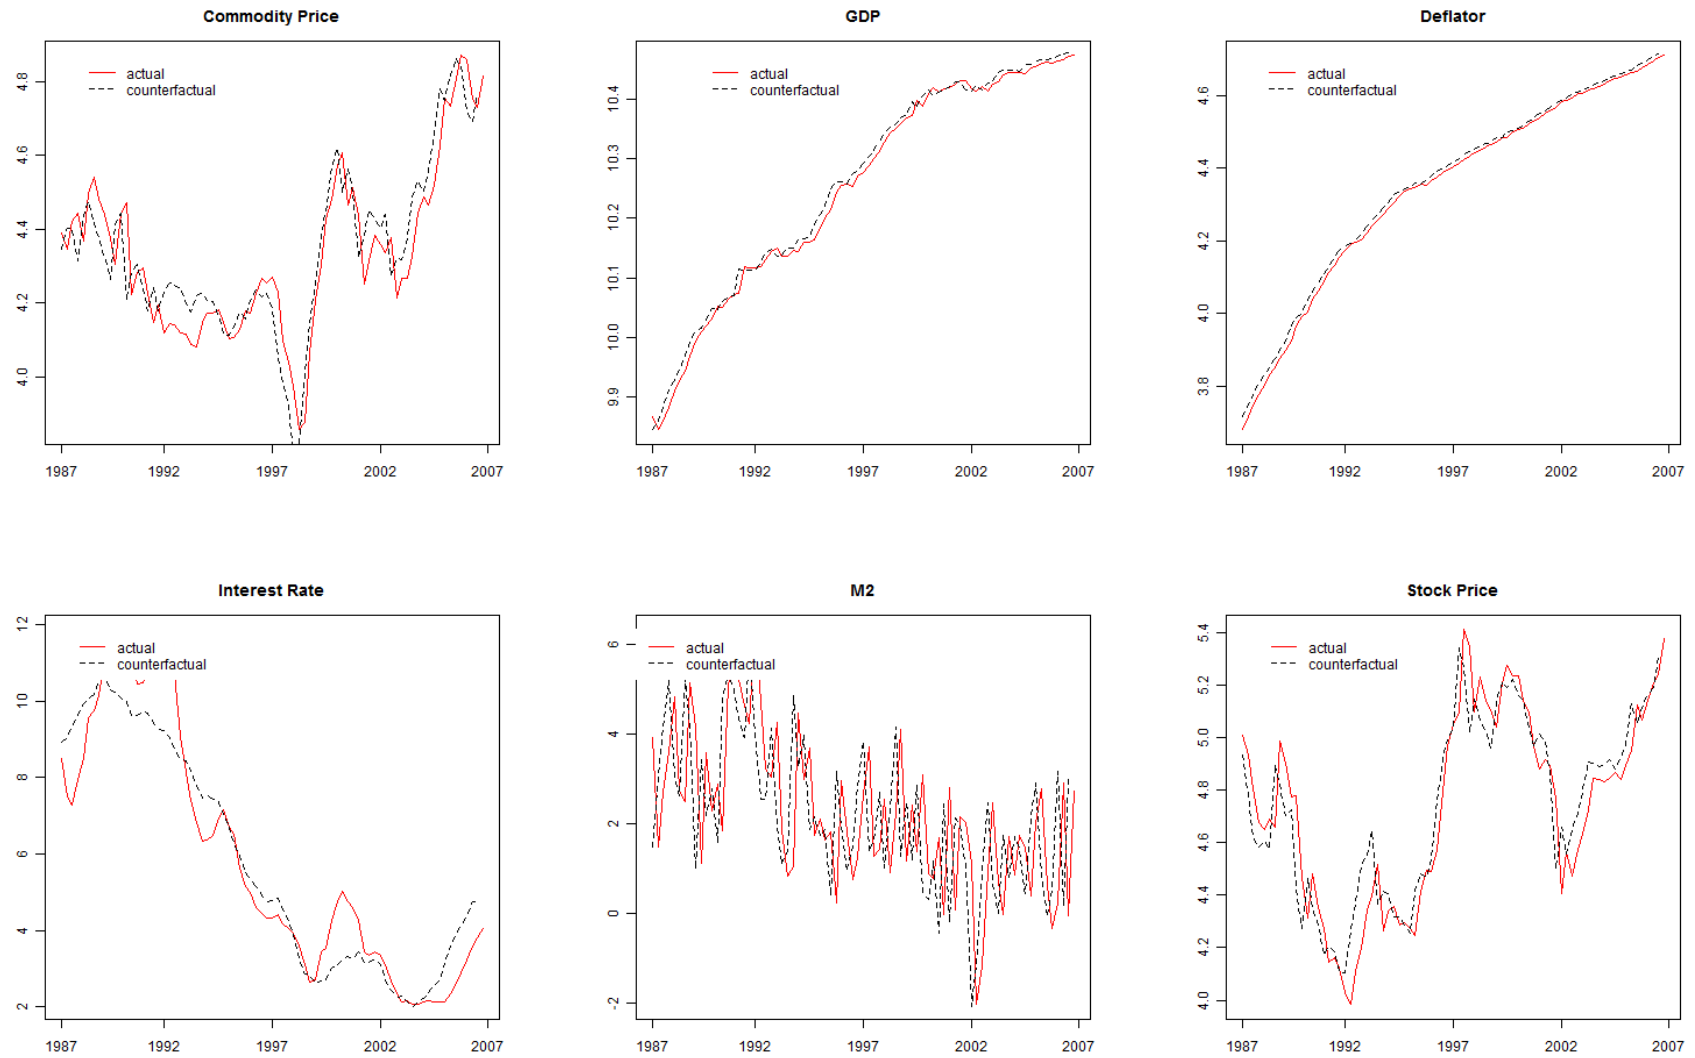 Commodity Price
actual
counterfactual
4.8
4.6
4.4
4.2
4.0
1987 1992 1997 2002 2007
GDP
actual
counterfactual
10.4
10.3
10.2
10.1
10.0
9.9
1987 1992 1997 2002 2007
Deflator
actual
counterfactual
4.6
4.4
4.2
4.0
3.8
1987 1992 1997 2002 2007
Interest Rate
actual
counterfactual
12
10
8
6
4
2
1987 1992 1997 2002 2007
M2
actual
counterfactual
6
4
2
0
-2
1987 1992 1997 2002 2007
Stock Price
actual
counterfactual
5.4
5.2
5.0
4.8
4.6
4.4
4.2
4.0
1987 1992 1997 2002 2007